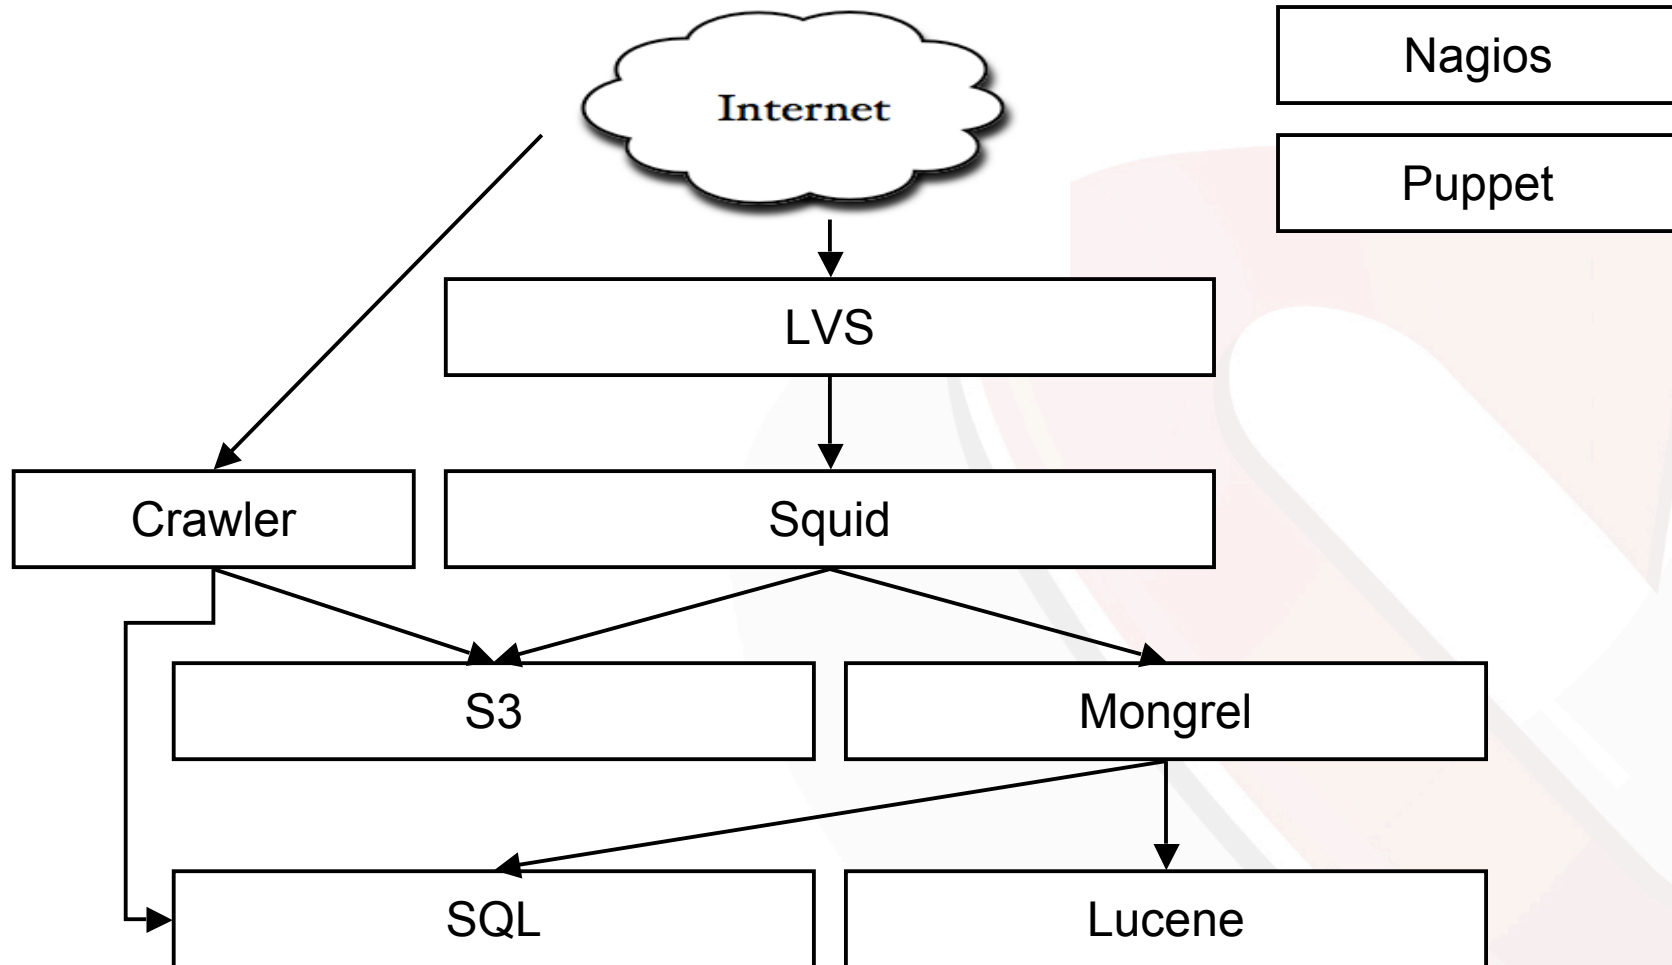 Internet
Nagios
Puppet
LVS
Crawler
Squid
S3
Mongrel
SQL
Lucene